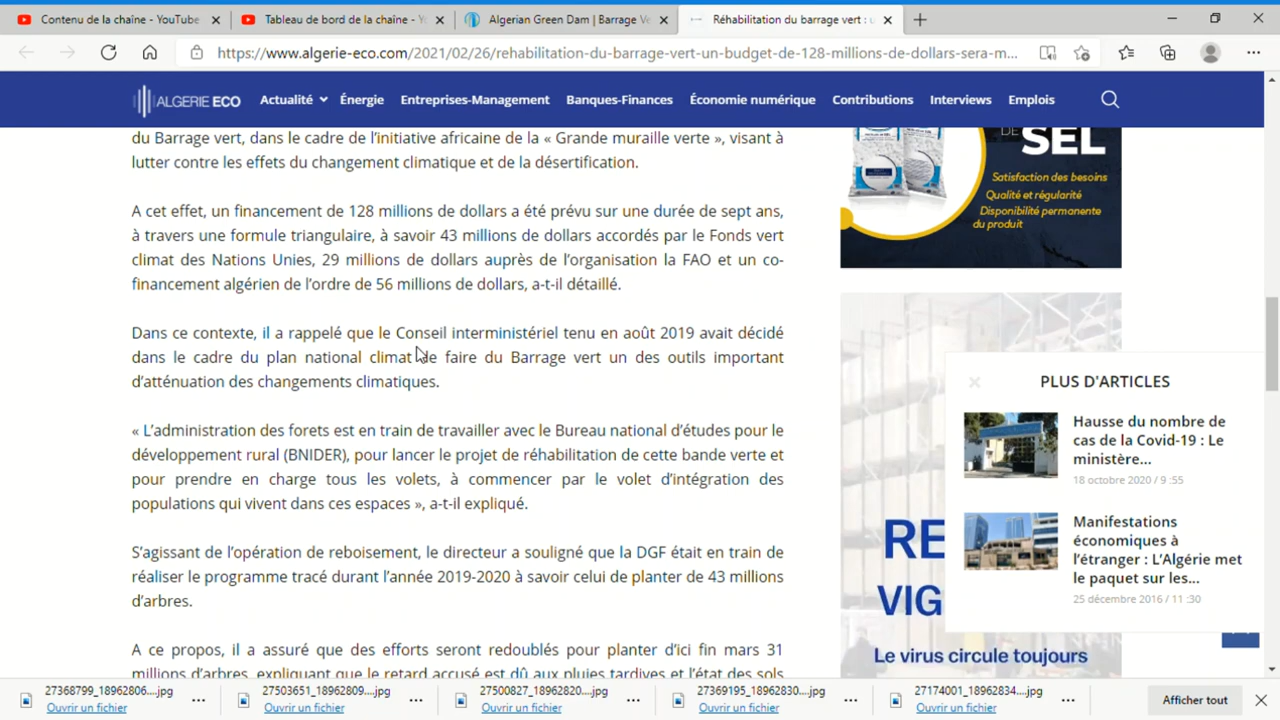 Contenu de la chaîne - YouTube
Tableau de bord de la chaîne - Y
Algerian Green Dam | Barrage Ve
Réhabilitation du barrage vert : u
https://www.algerie-eco.com/2021/02/26/rehabilitation-du-barrage-vert-un-budget-de-128-millions-de-dollars-sera-m...
ALGERIE ECO
Actualité
Énergie
Entreprises-Management
Banques-Finances
Économie numérique
Contributions
Interviews
Emplois
du Barrage vert, dans le cadre de l’initiative africaine de la « Grande muraille verte », visant à
lutter contre les effets du changement climatique et de la désertification.
A cet effet, un financement de 128 millions de dollars a été prévu sur une durée de sept ans,
à travers une formule triangulaire, à savoir 43 millions de dollars accordés par le Fonds vert
climat des Nations Unies, 29 millions de dollars auprès de l’organisation la FAO et un co-
financement algérien de l’ordre de 56 millions de dollars, a-t-il détaillé.
Dans ce contexte, il a rappelé que le Conseil interministériel tenu en août 2019 avait décidé
dans le cadre du plan national climat de faire du Barrage vert un des outils important
d’atténuation des changements climatiques.
« L’administration des forets est en train de travailler avec le Bureau national d’études pour le
développement rural (BNIDER), pour lancer le projet de réhabilitation de cette bande verte et
pour prendre en charge tous les volets, à commencer par le volet d’intégration des
populations qui vivent dans ces espaces », a-t-il expliqué.
S’agissant de l’opération de reboisement, le directeur a souligné que la DGF était en train de
réaliser le programme tracé durant l’année 2019-2020 à savoir celui de planter de 43 millions
d’arbres.
A ce propos, il a assuré que des efforts seront redoublés pour planter d’ici fin mars 31
millions d’arbres, expliquant que le retard accusé est dû aux pluies tardives et l’état des sols
DE SEL
Satisfaction des besoins
Qualité et régularité
Disponibilité permanente
du produit
RE
VIG
Le virus circule toujours
PLUS D'ARTICLES
Hausse du nombre de
cas de la Covid-19 : Le
ministère...
18 octobre 2020 / 9 :55
Manifestations
économiques à
l’étranger : L’Algérie met
le paquet sur les...
25 décembre 2016 / 11 :30
27368799_18962806....jpg
Ouvrir un fichier
27503651_18962809....jpg
Ouvrir un fichier
27500827_18962820....jpg
Ouvrir un fichier
27369195_18962830....jpg
Ouvrir un fichier
27174001_18962834....jpg
Ouvrir un fichier
Afficher tout